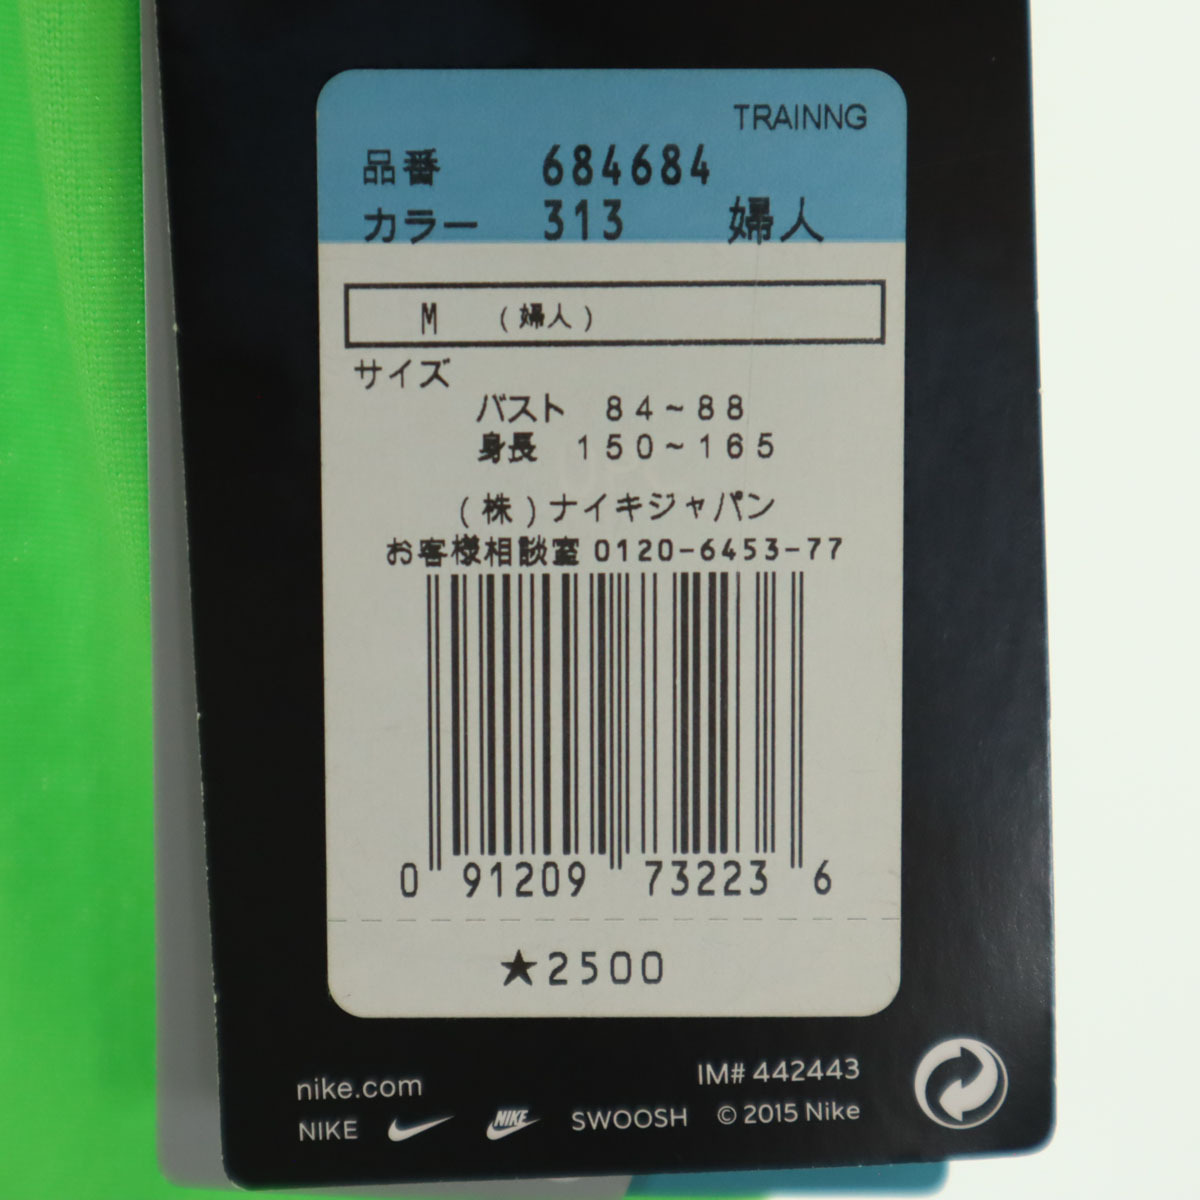 TRAINNG
品番 684684
カラー 313 婦人
M (婦人)
サイズ
バスト 84~88
身長 150~165
(株)ナイキジャパン
お客様相談室 0120-6453-77
0 91209 73223 6
★2500
nike.com
IM# 442443
NIKE NIKE SWOOSH © 2015 Nike